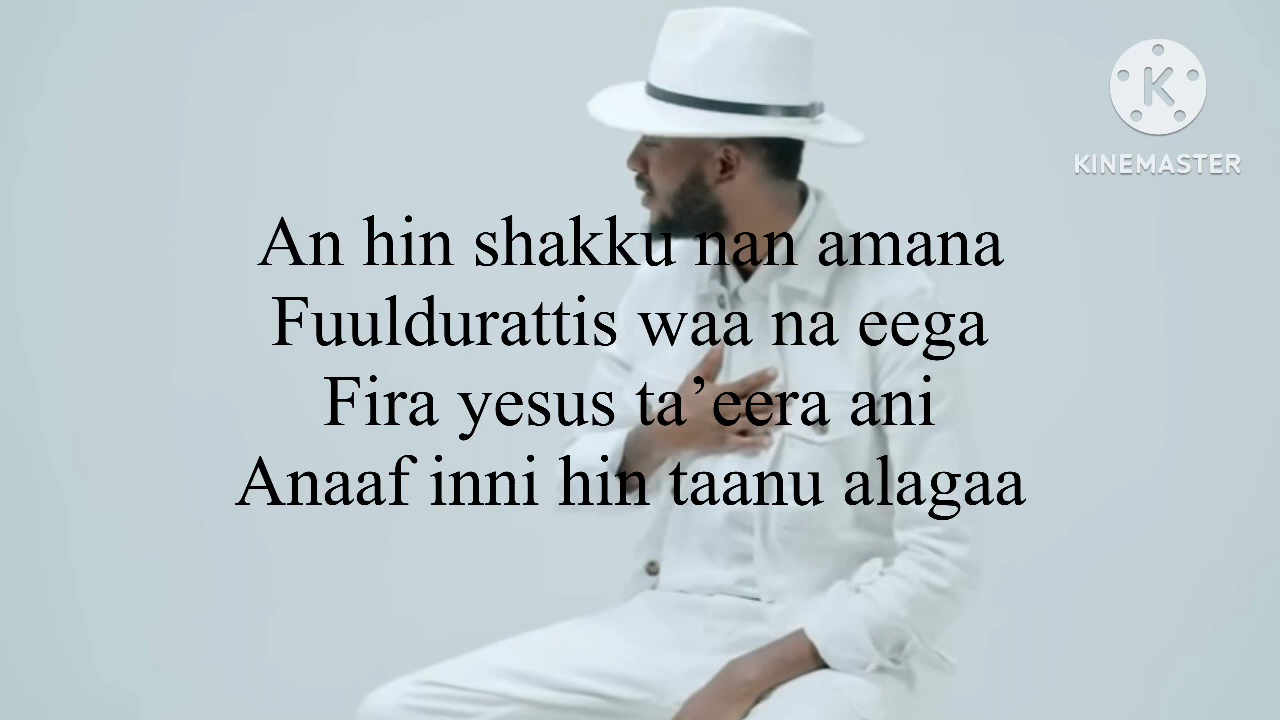 KINEMASTER
An hin shakku nan amana
Fuuldurattis waa na eega
Fira yesus ta’eera ani
Anaaf inni hin taanu alagaa